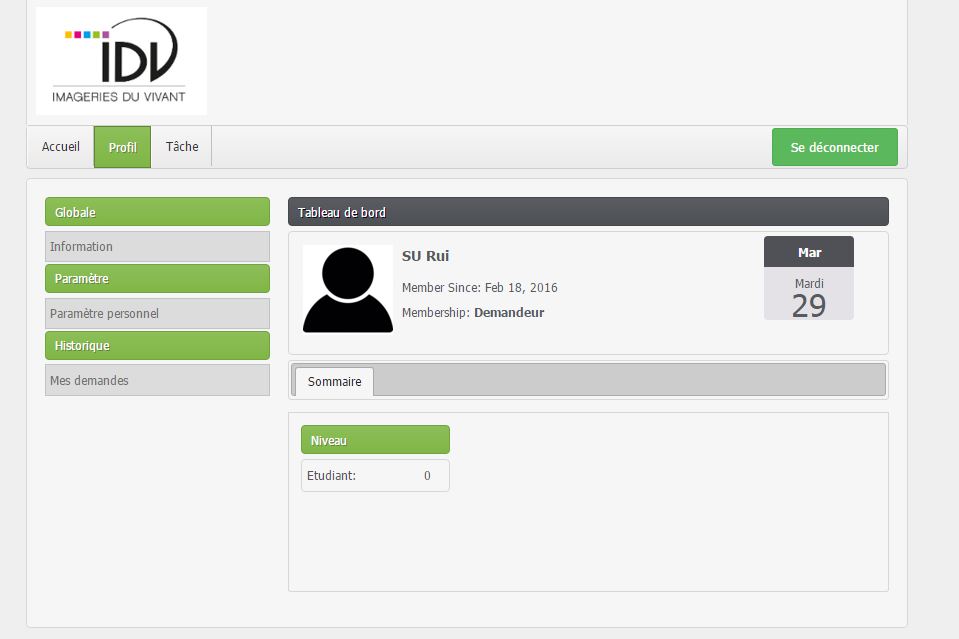 IDV
IMAGERIES DU VIVANT
Accueil
Profil
Tâche
Se déconnecter
Globale
Information
Paramètre
Paramètre personnel
Historique
Mes demandes
Tableau de bord
SU Rui
Member Since: Feb 18, 2016
Membership: Demandeur
Mar
Mardi
29
Sommaire
Niveau
Etudiant: 0